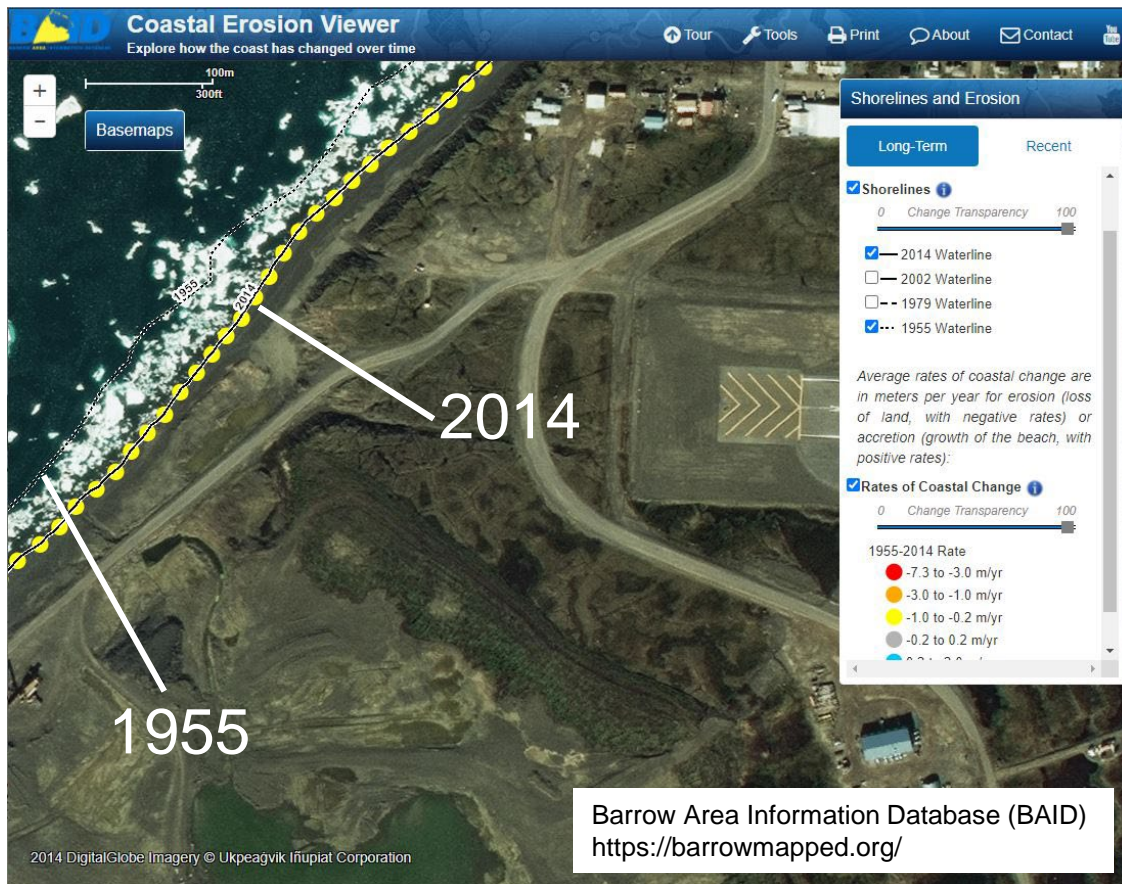 BAID
Coastal Erosion Viewer
Explore how the coast has changed over time
Tour
Tools
Print
About
Contact
You
Tube
+
−
100m
300ft
Basemaps
1955
2014
2014
1955
Shorelines and Erosion
Long-Term
Recent
Shorelines
0 Change Transparency 100
2014 Waterline
2002 Waterline
1979 Waterline
1955 Waterline
Average rates of coastal change are
in meters per year for erosion (loss
of land, with negative rates) or
accretion (growth of the beach, with
positive rates):
Rates of Coastal Change
0 Change Transparency 100
1955-2014 Rate
-7.3 to -3.0 m/yr
-3.0 to -1.0 m/yr
-1.0 to -0.2 m/yr
-0.2 to 0.2 m/yr
Barrow Area Information Database (BAID)
https://barrowmapped.org/
2014 DigitalGlobe Imagery © Ukpeaġvik Iñupiat Corporation